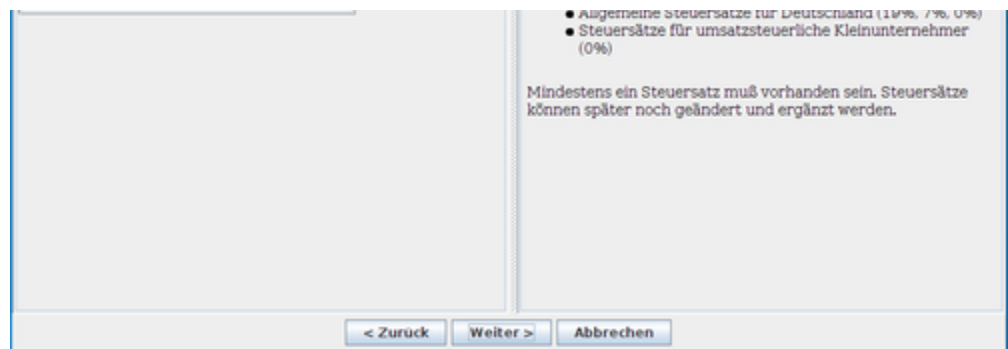 Allgemeine Steuersätze für Deutschland (19%, 7%, 0%)
Steuersätze für umsatzsteuerliche Kleinunternehmer
(0%)
Mindestens ein Steuersatz muß vorhanden sein. Steuersätze
können später noch geändert und ergänzt werden.
< Zurück Weiter > Abbrechen